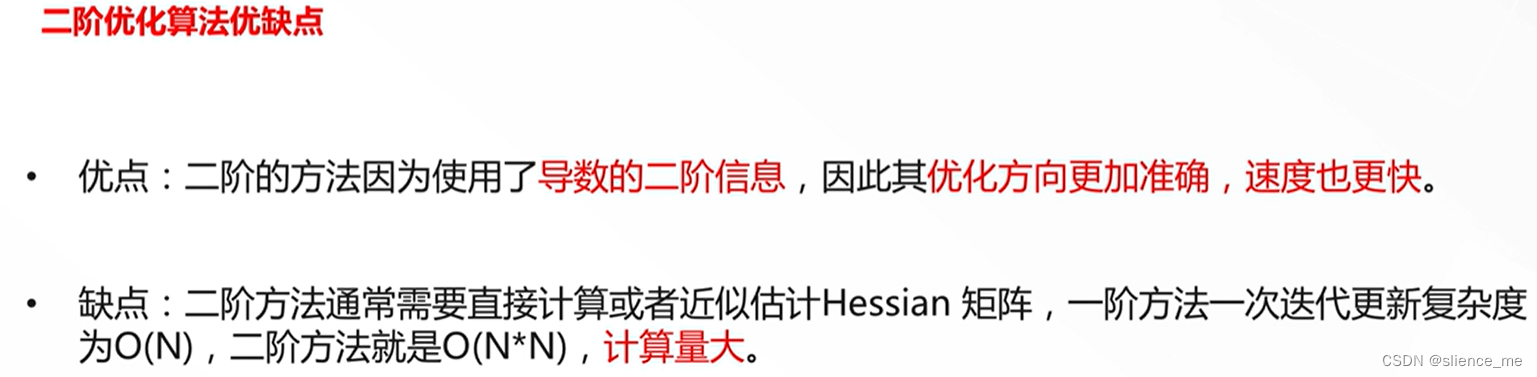 二阶优化算法优缺点
• 优点：二阶的方法因为使用了导数的二阶信息，因此其优化方向更加准确，速度也更快。
• 缺点：二阶方法通常需要直接计算或者近似估计Hessian 矩阵，一阶方法一次迭代更新复杂度
为O(N)，二阶方法就是O(N*N)，计算量大。
CSDN @slience_me